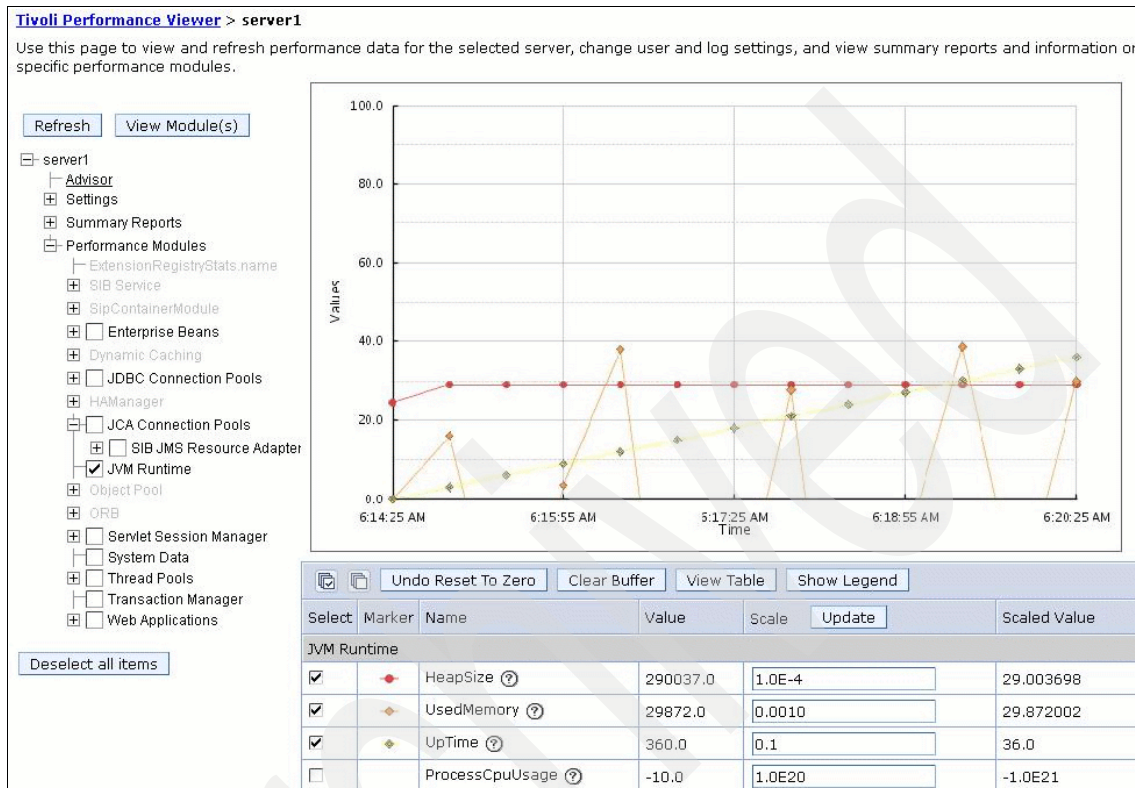 Tivoli Performance Viewer > server1
Use this page to view and refresh performance data for the selected server, change user and log settings, and view summary reports and information or
specific performance modules.
Refresh
View Module(s)
server1
Advisor
Settings
Summary Reports
Performance Modules
ExtensionRegistryStats.name
SIB Service
SipContainerModule
Enterprise Beans
Dynamic Caching
JDBC Connection Pools
HAManager
JCA Connection Pools
SIB JMS Resource Adapter
JVM Runtime
Object Pool
ORB
Servlet Session Manager
System Data
Thread Pools
Transaction Manager
Web Applications
Deselect all items
100.0
80.0
60.0
40.0
20.0
0.0
Values
6:14:25 AM 6:15:55 AM 5:17:25 AM 6:18:55 AM 6:20:25 AM
Time
Undo Reset To Zero Clear Buffer View Table Show Legend
Select Marker Name Value Scale Update Scaled Value
JVM Runtime
HeapSize ? 290037.0 1.0E-4 29.003698
UsedMemory ? 29872.0 0.0010 29.872002
UpTime ? 360.0 0.1 36.0
ProcessCpuUsage ? -10.0 1.0E20 -1.0E21